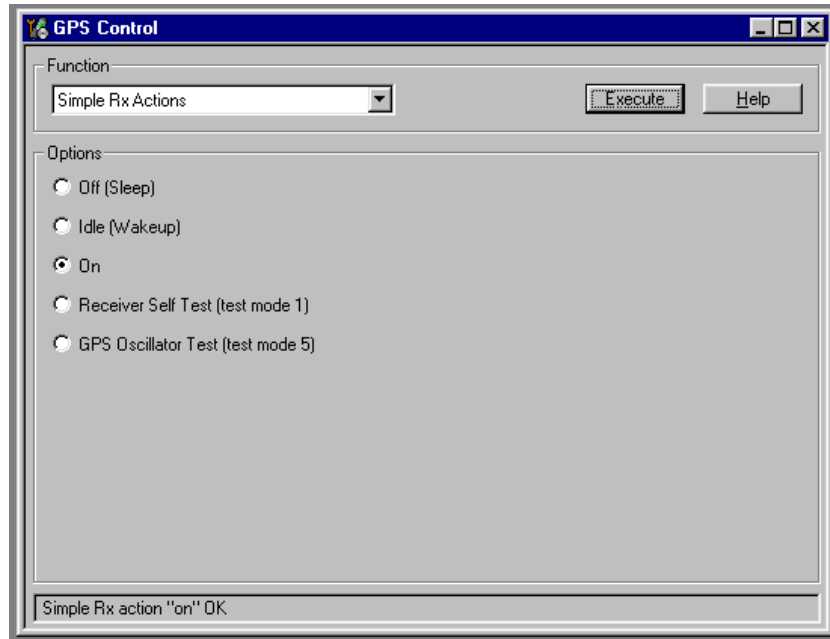 GPS Control
Function
Simple Rx Actions
Execute
Help
Options
Off (Sleep)
Idle (Wakeup)
On
Receiver Self Test (test mode 1)
GPS Oscillator Test (test mode 5)
Simple Rx action "on" OK